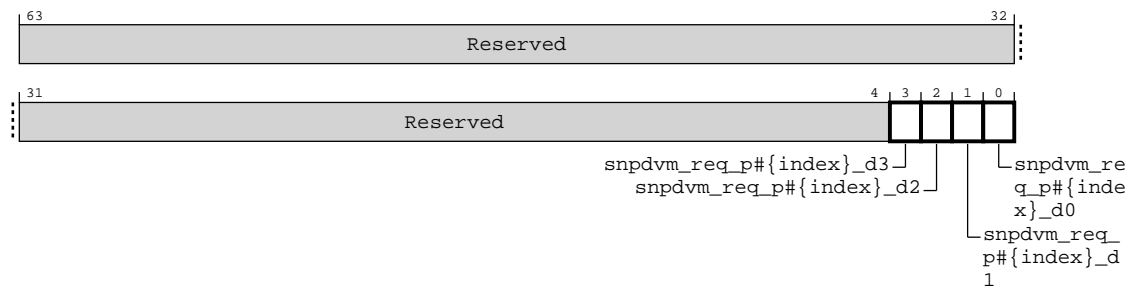 63 32
Reserved
31 4 3 2 1 0
Reserved
snpdvm_req_p#{index}_d3
snpdvm_req_p#{index}_d2
snpdvm_re
q_p#{inde
x}_d0
snpdvm_req_
p#{index}_d
1